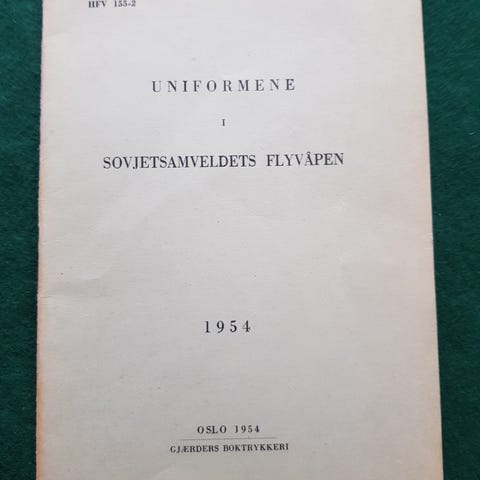 HFV 155-2
UNIFORMENE
I
SOVJETSAMVELDETS FLYVÅPEN
1954
OSLO 1954
GJÆRDERS BOKTRYKKERI